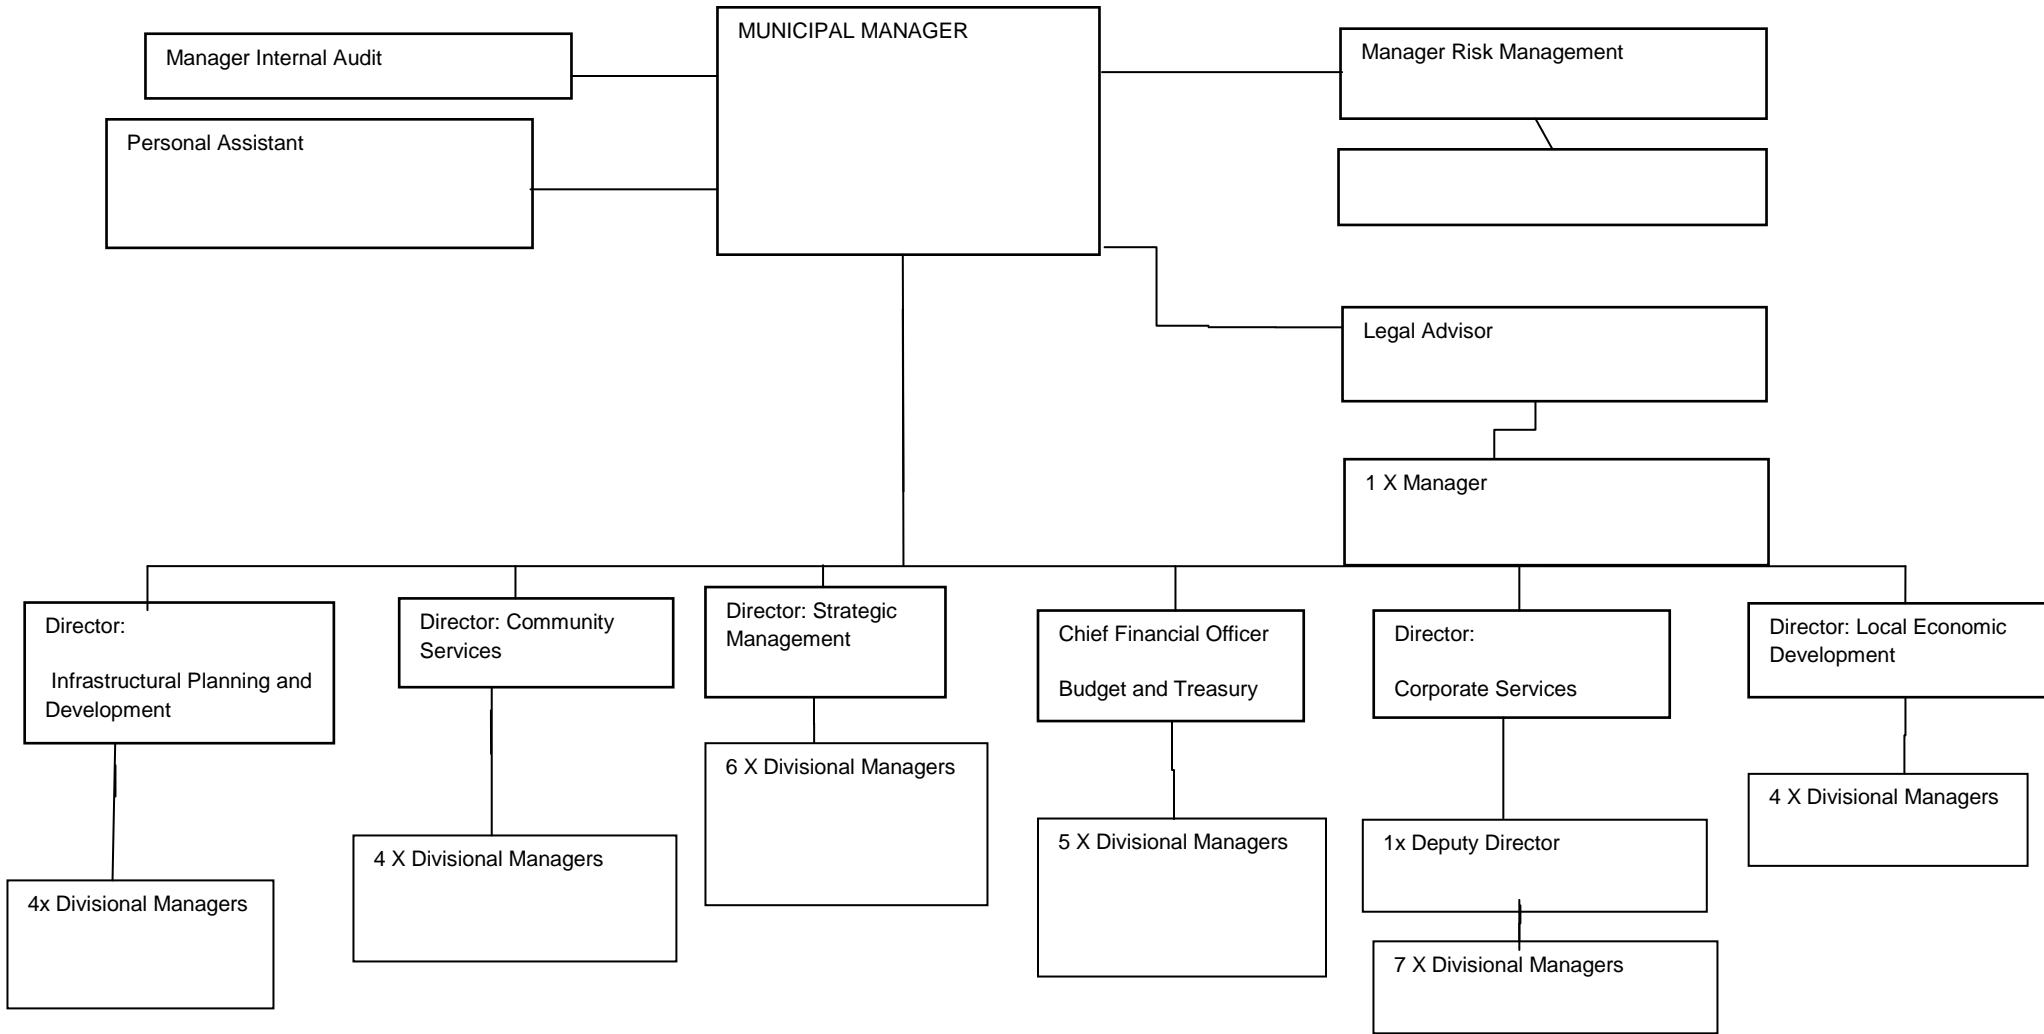 MUNICIPAL MANAGER
Manager Internal Audit
Manager Risk Management
Personal Assistant
Legal Advisor
1 X Manager
Director:
Infrastructural Planning and
Development
Director: Community
Services
Director: Strategic
Management
Chief Financial Officer
Budget and Treasury
Director:
Corporate Services
Director: Local Economic
Development
4x Divisional Managers
4 X Divisional Managers
6 X Divisional Managers
5 X Divisional Managers
1x Deputy Director
7 X Divisional Managers
4 X Divisional Managers